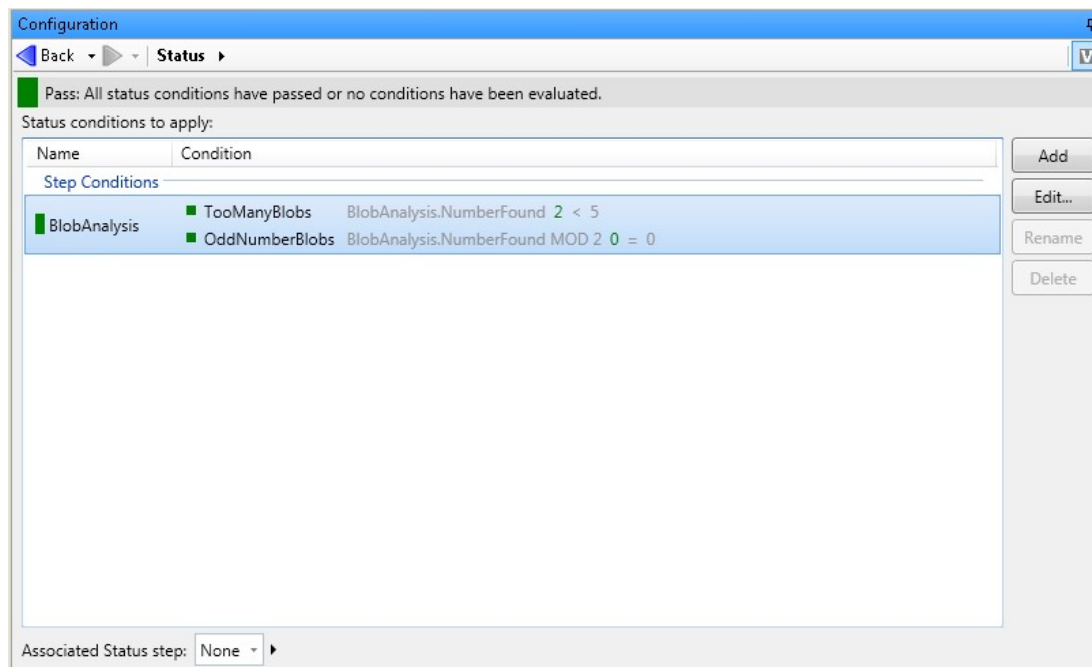 Configuration
Back Status
Pass: All status conditions have passed or no conditions have been evaluated.
Status conditions to apply:
Name Condition
Add
Step Conditions
Edit...
BlobAnalysis
TooManyBlobs BlobAnalysis.NumberFound 2 < 5
OddNumberBlobs BlobAnalysis.NumberFound MOD 2 0 = 0
Rename
Delete
Associated Status step: None